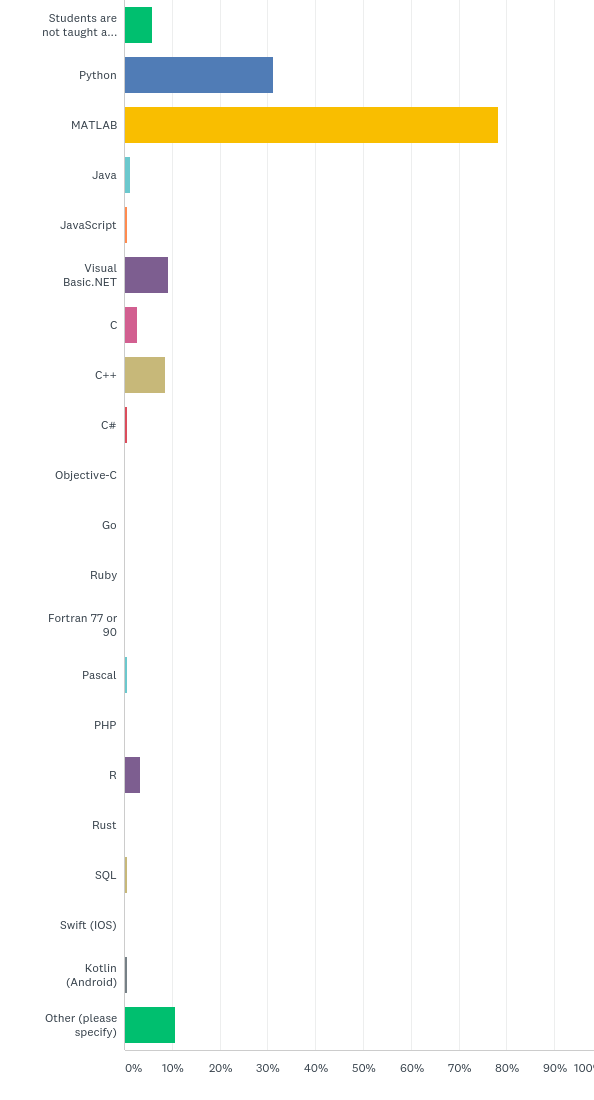 Students are
not taught a...
Python
MATLAB
Java
JavaScript
Visual
Basic.NET
C
C++
C#
Objective-C
Go
Ruby
Fortran 77 or
90
Pascal
PHP
R
Rust
SQL
Swift (IOS)
Kotlin
(Android)
Other (please
specify)
0% 10% 20% 30% 40% 50% 60% 70% 80% 90% 100%